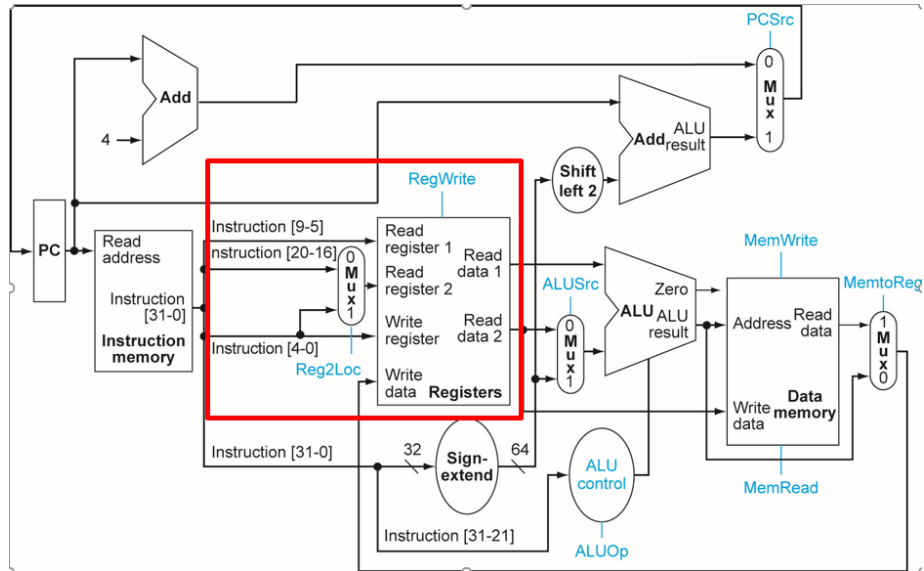 PCSrc
0
Mux
1
Add
4
Add
ALU
result
Shift
left 2
RegWrite
PC
Read
address
Instruction
[31-0]
Instruction
memory
Instruction [9-5]
nstruction [20-16]
Instruction [4-0]
0
Mux
1
Reg2Loc
Read
register 1
Read
register 2
Write
register
Write
data
Read
data 1
Read
data 2
Registers
ALUSrc
0
Mux
1
Zero
ALU
ALU
result
MemWrite
Address
Read
data
Write
data
Data
memory
MemRead
MemtoReg
1
Mux
0
Instruction [31-0]
32
Sign-
extend
64
Instruction [31-21]
ALU
control
ALUOp